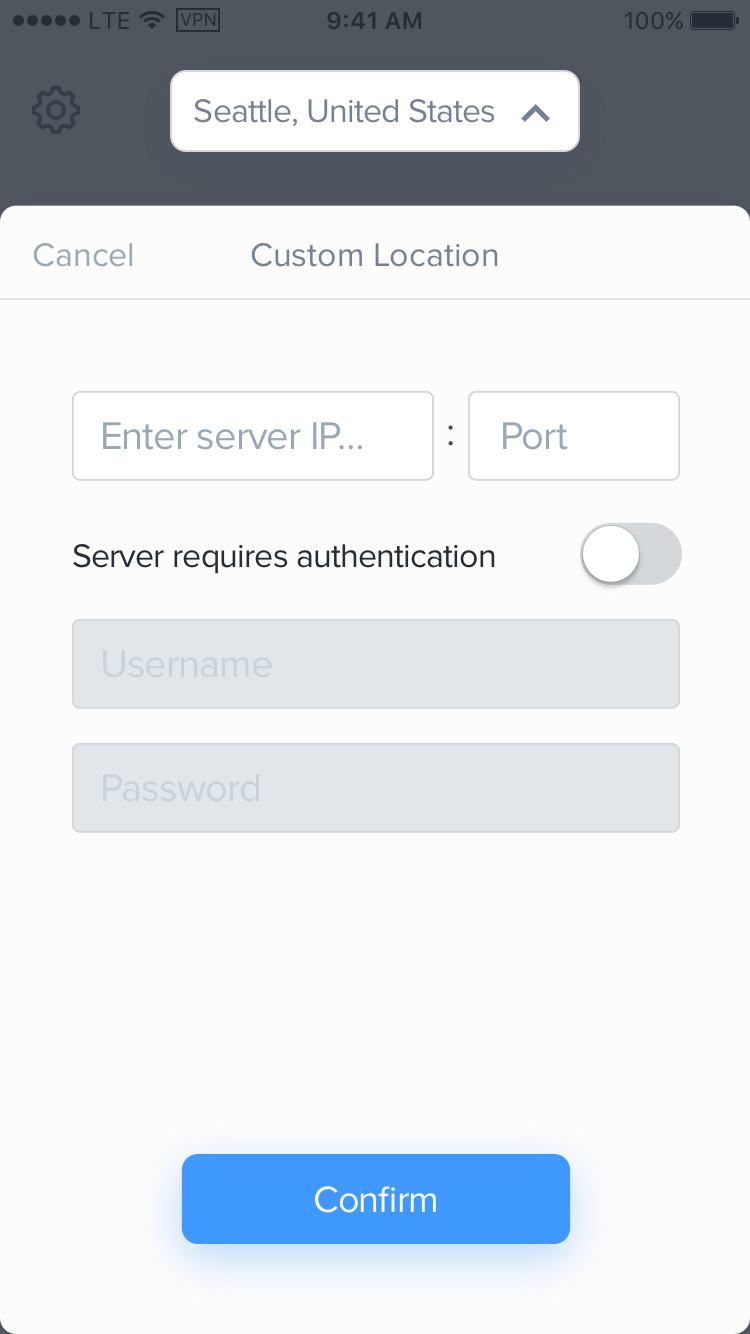 LTE VPN 9:41 AM 100%
Seattle, United States
Cancel Custom Location
Enter server IP... : Port
Server requires authentication
Username
Password
Confirm